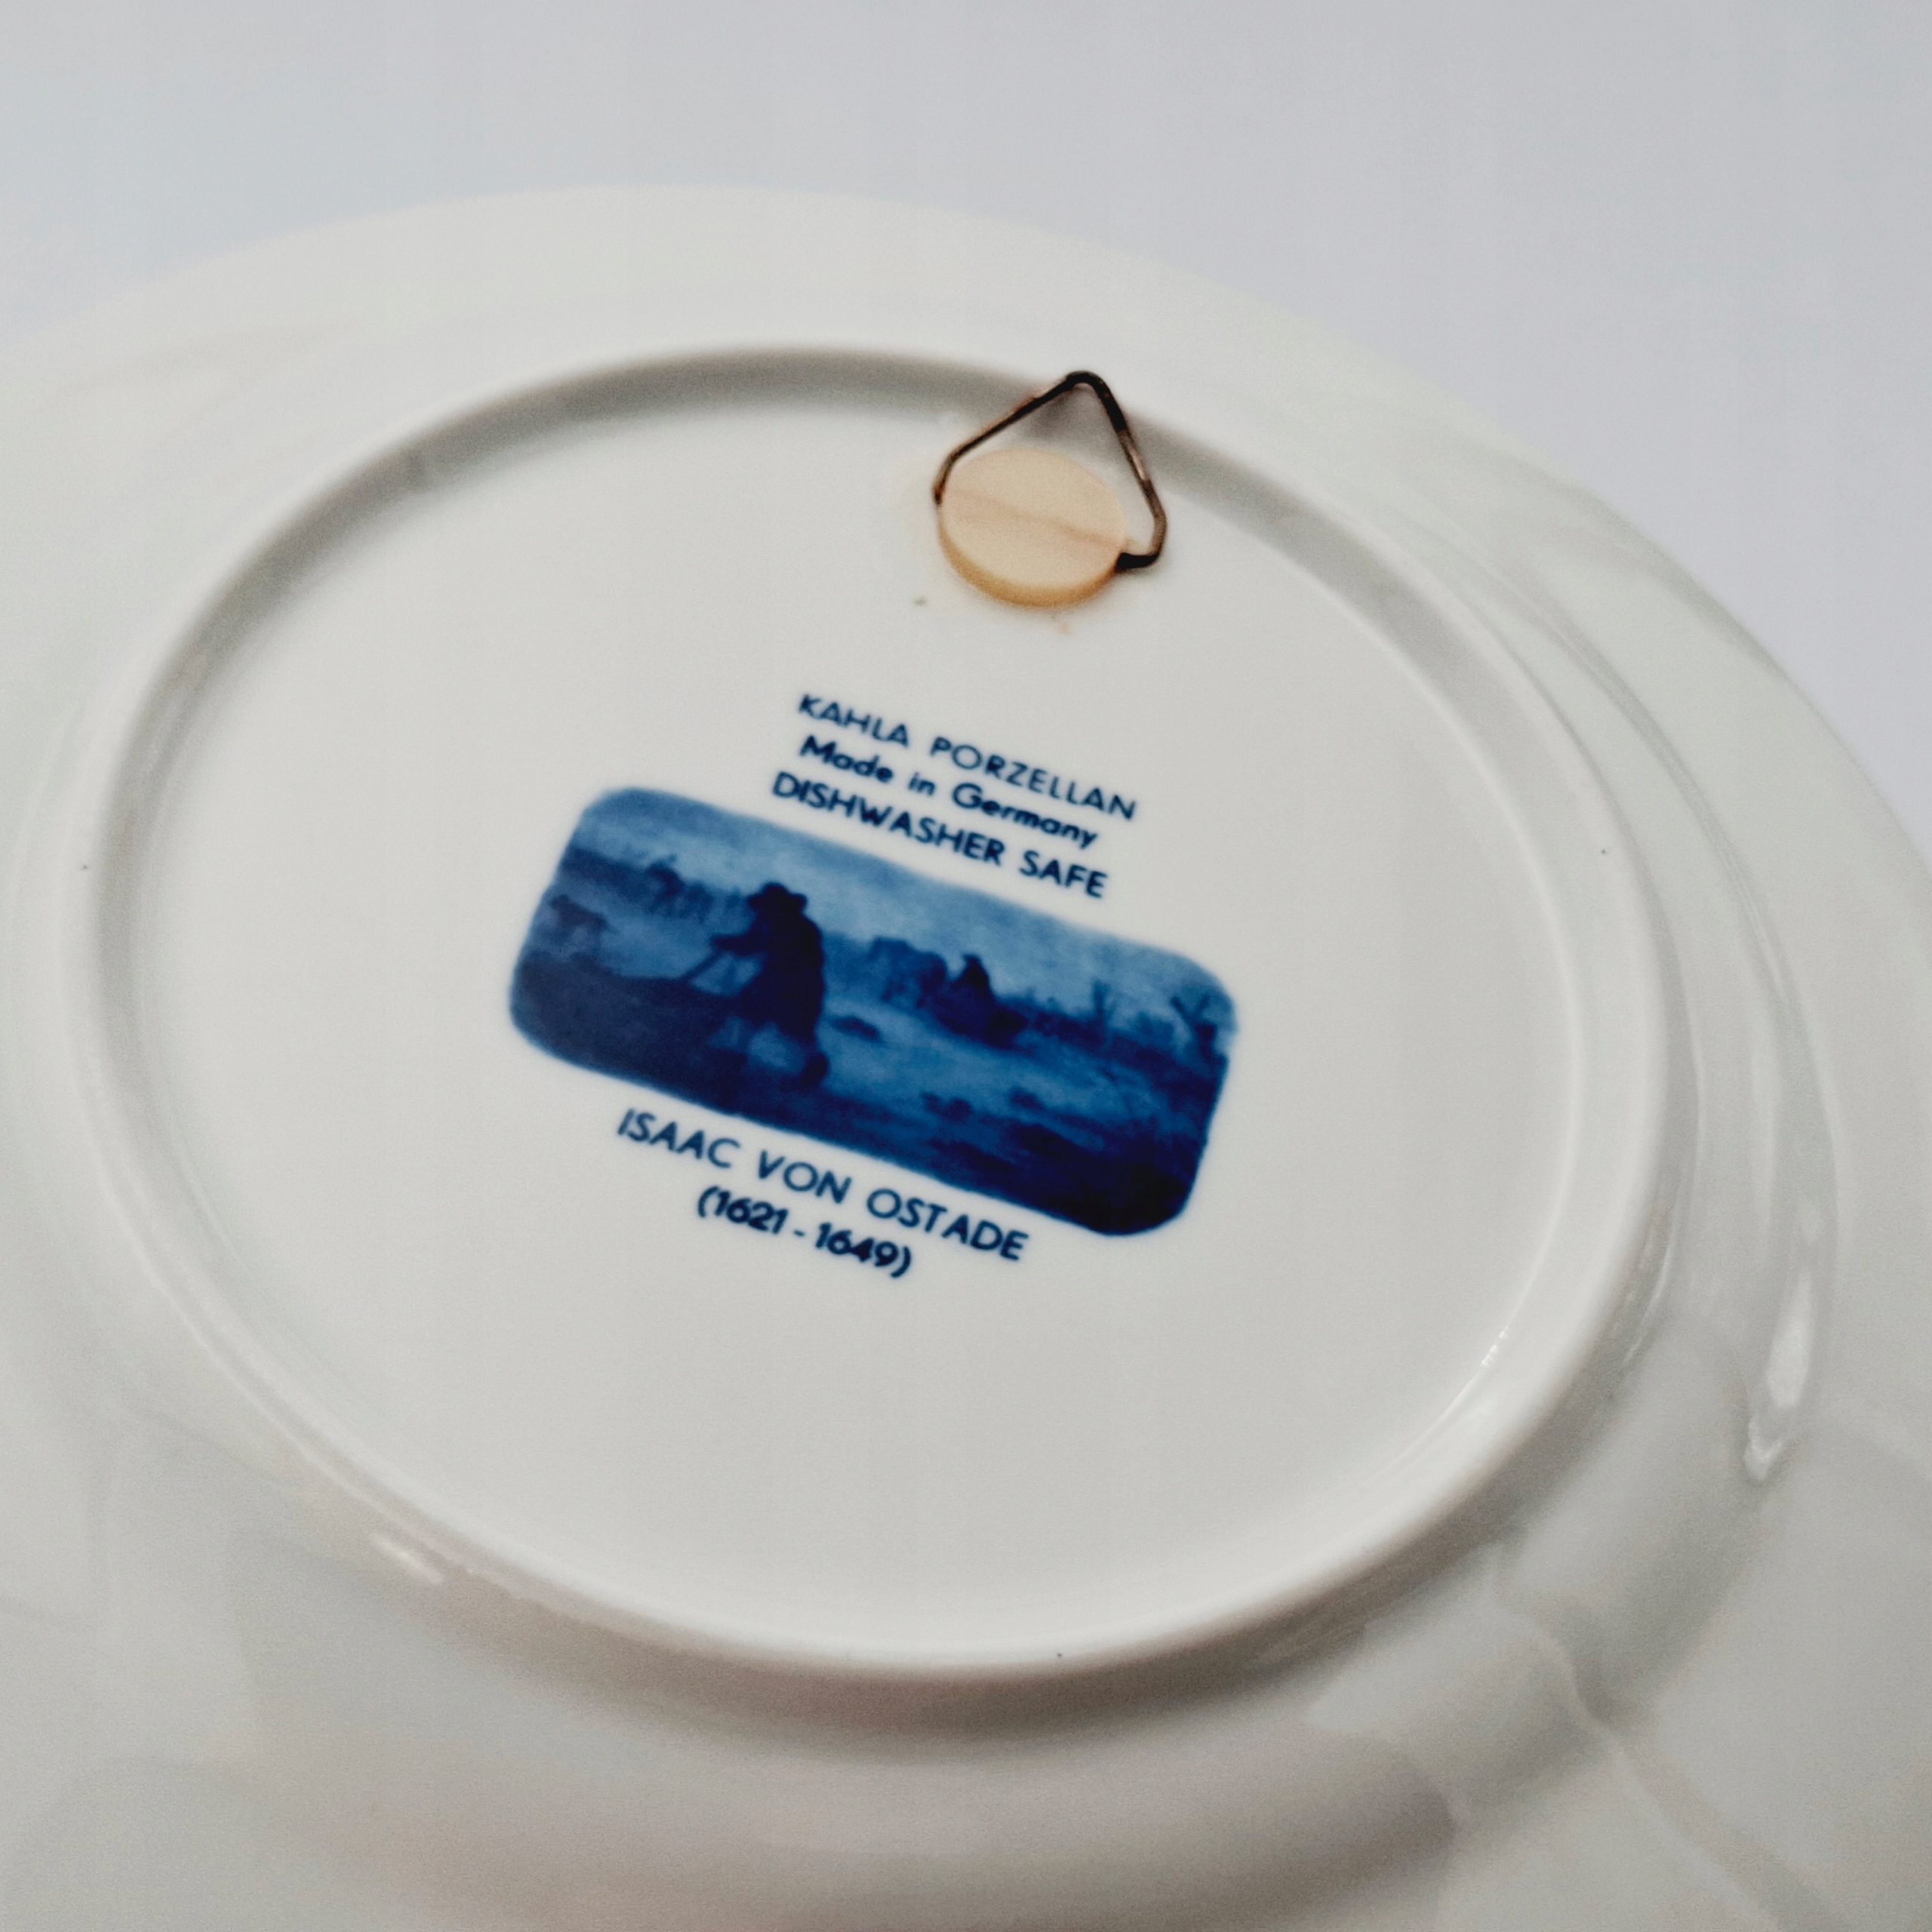 KAHLA PORZELLAN
Made in Germany
DISHWASHER SAFE
ISAAC VON OSTADE
(1621 - 1649)